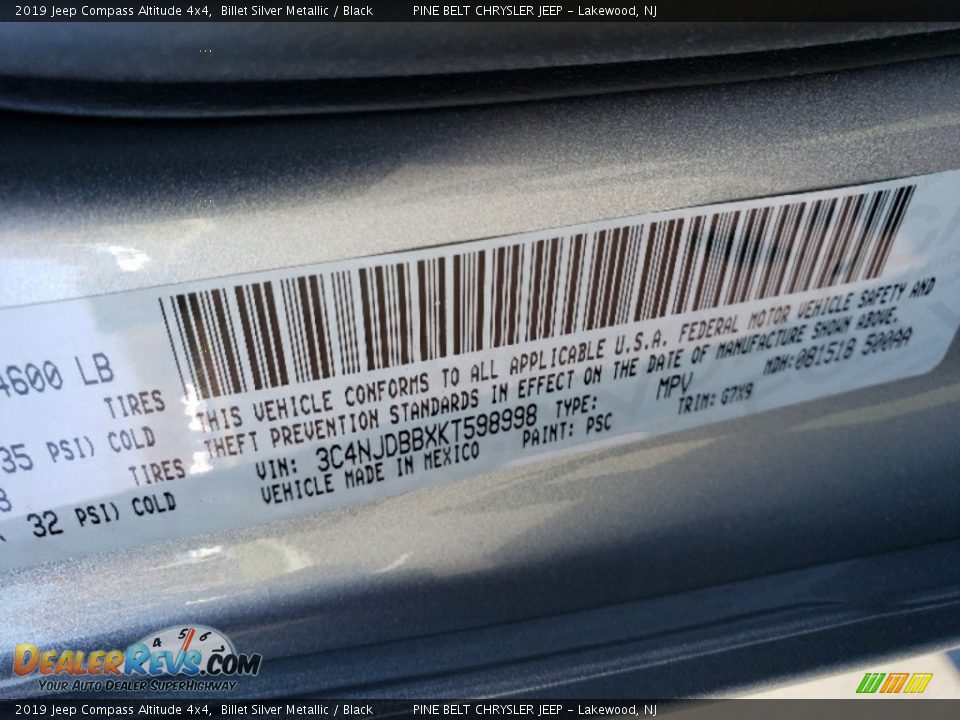 2019 Jeep Compass Altitude 4x4, Billet Silver Metallic / Black PINE BELT CHRYSLER JEEP - Lakewood, NJ
4600 LB
TIRES
35 PSI) COLD
TIRES
32 PSI) COLD
THIS VEHICLE CONFORMS TO ALL APPLICABLE U.S.A. FEDERAL MOTOR VEHICLE SAFETY AND
THEFT PREVENTION STANDARDS IN EFFECT ON THE DATE OF MANUFACTURE SHOWN ABOVE.
VIN: 3C4NJDBBXKT598998 TYPE: MPV MDH:081518 500AA
VEHICLE MADE IN MEXICO PAINT: PSC TRIM: G7X9
4 5 6
DEALERREVS.COM
YOUR AUTO DEALER SUPERHIGHWAY
2019 Jeep Compass Altitude 4x4, Billet Silver Metallic / Black PINE BELT CHRYSLER JEEP - Lakewood, NJ